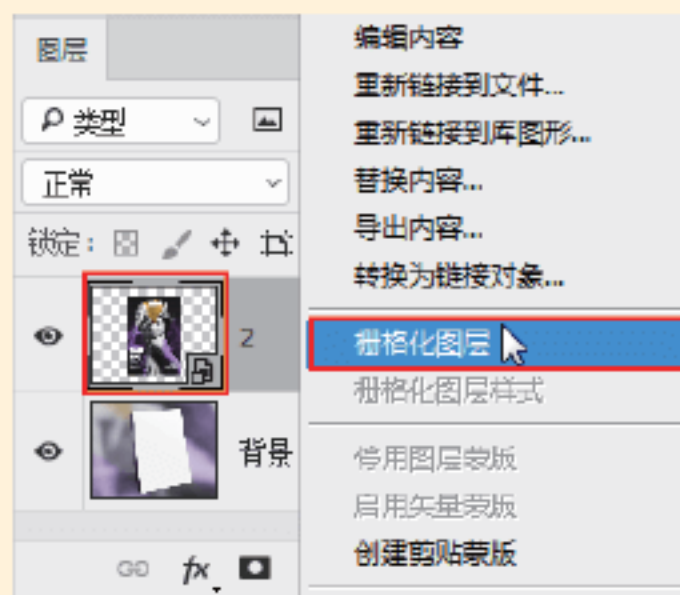 图层
类型
正常
锁定：
2
背景
fx
编辑内容
重新链接到文件...
重新链接到库图形...
替换内容...
导出内容...
转换为链接对象...
栅格化图层
栅格化图层样式
停用图层蒙版
启用矢量蒙版
创建剪贴蒙版